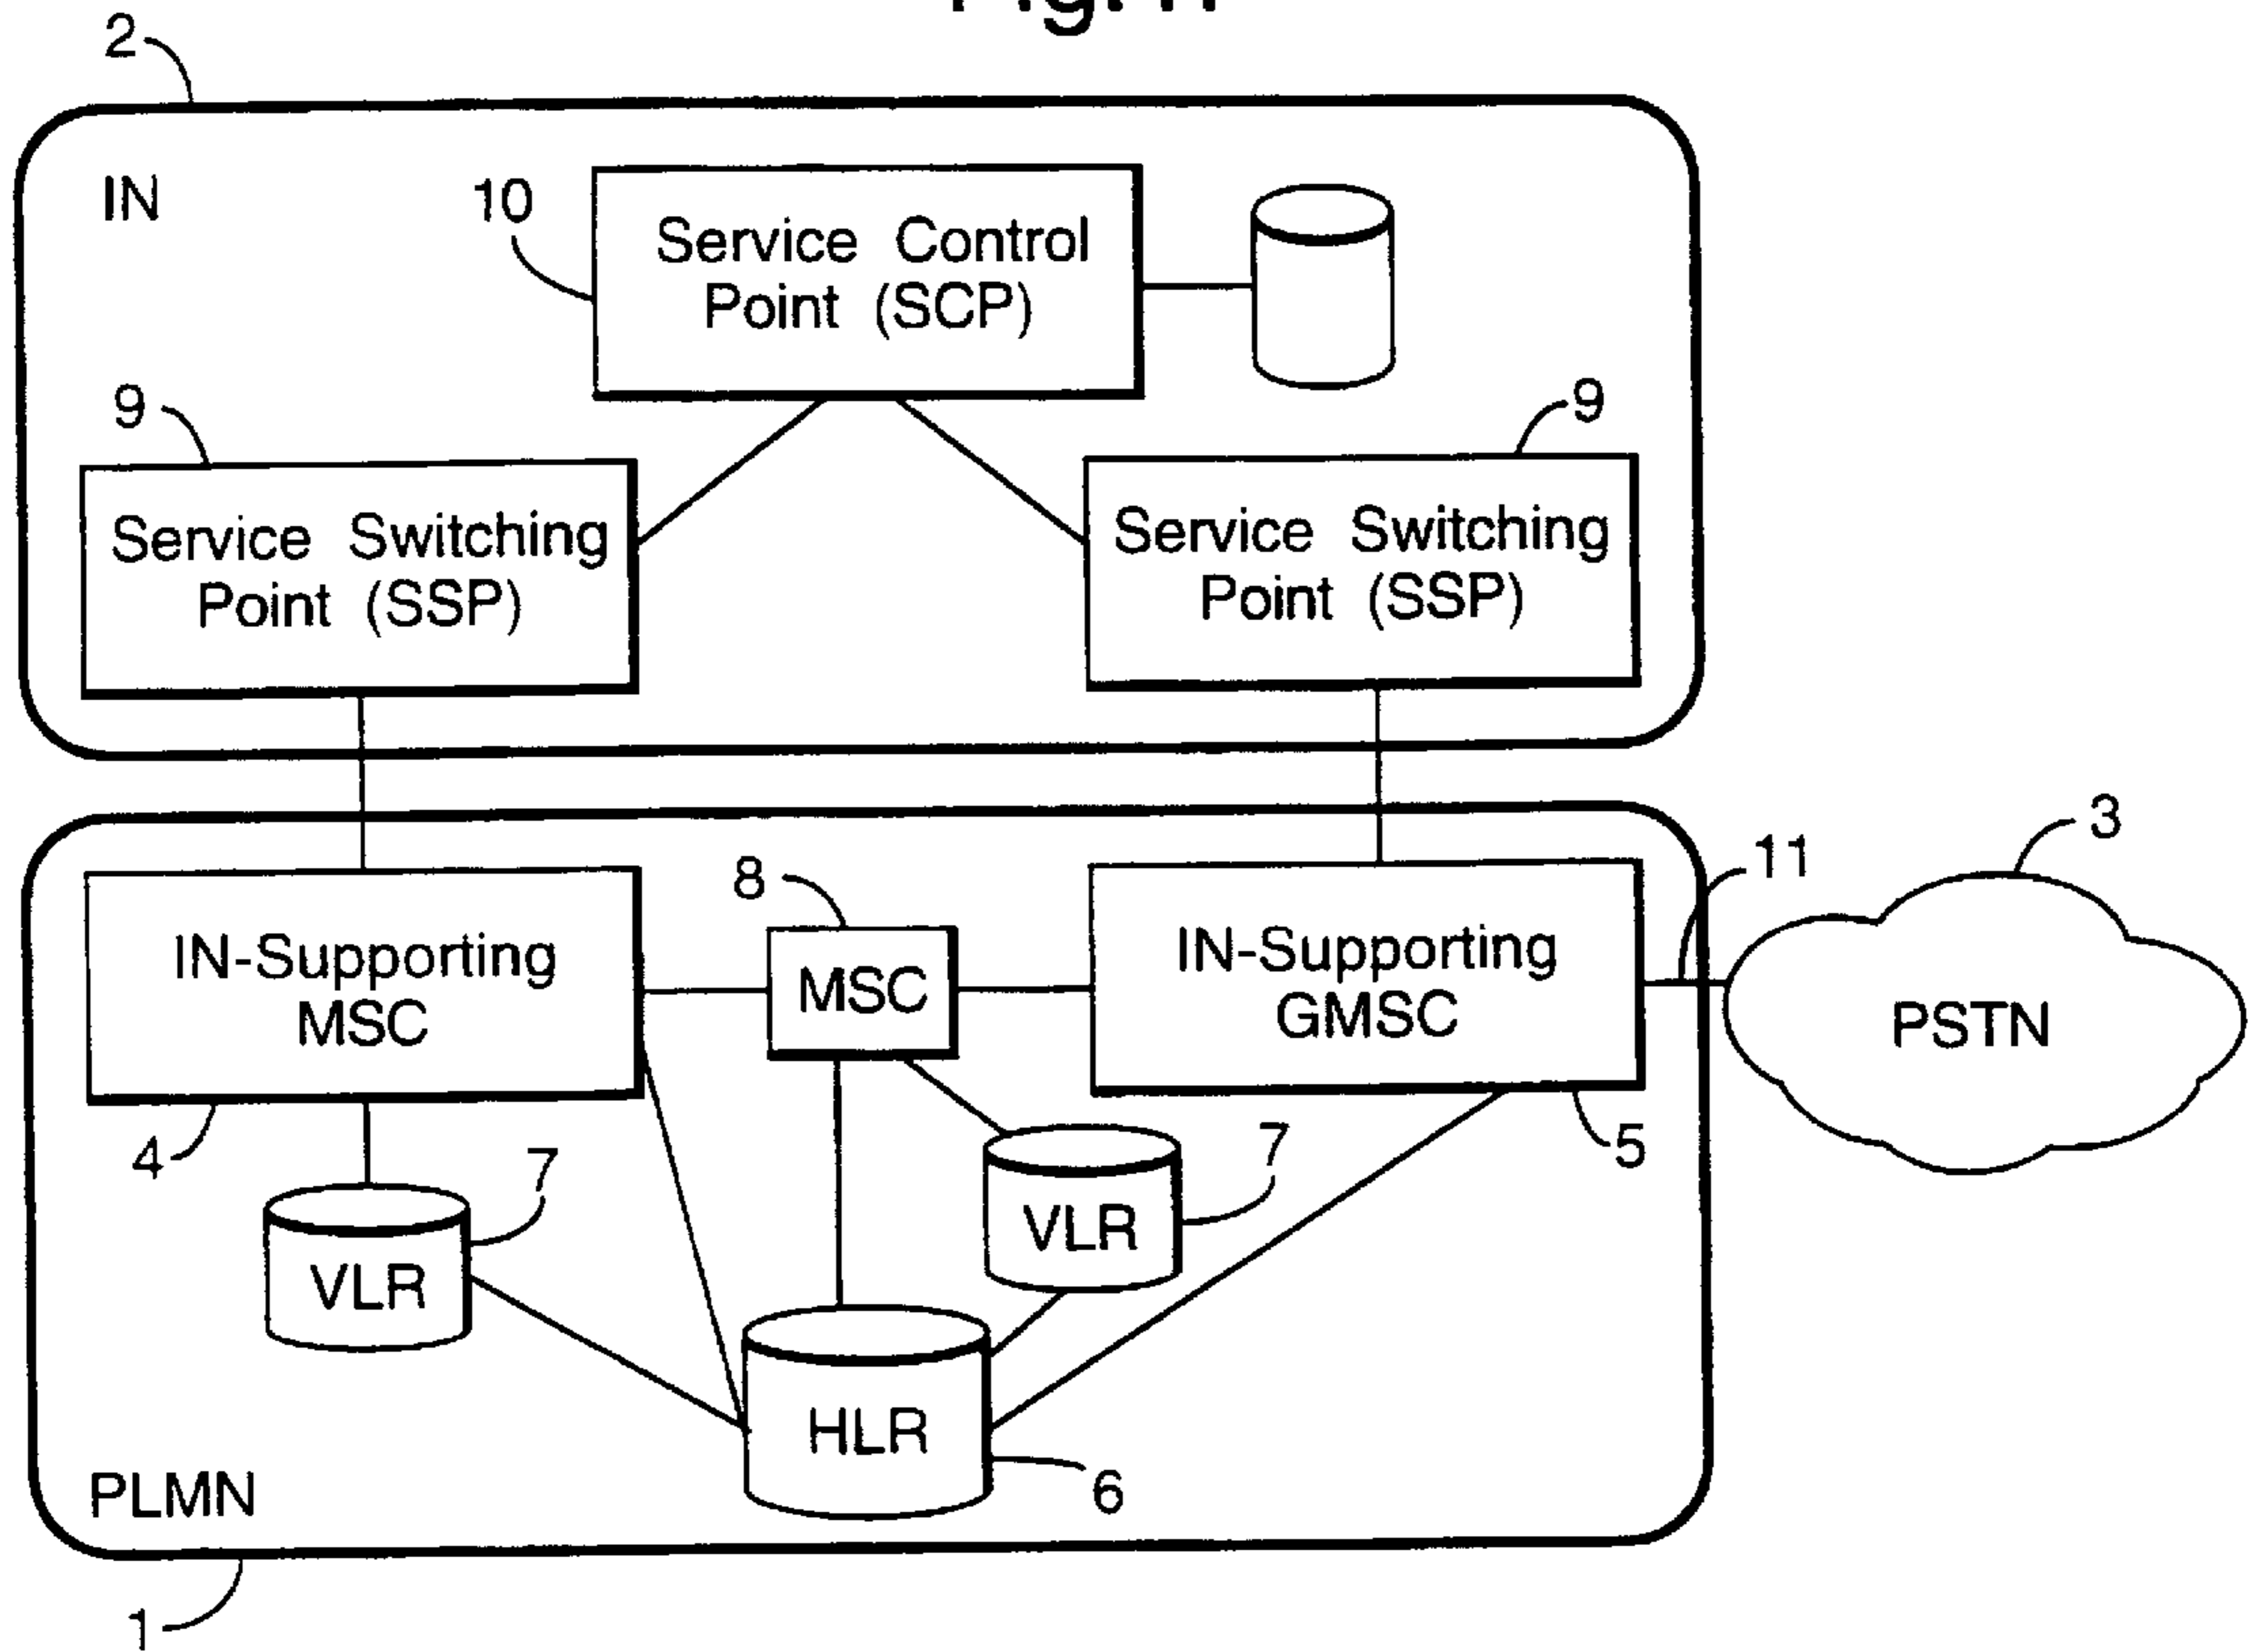 2
IN
10
Service Control
Point (SCP)
9
9
Service Switching
Point (SSP)
Service Switching
Point (SSP)
3
11
8
IN-Supporting
MSC
MSC
IN-Supporting
GMSC
PSTN
4
7
7
5
VLR
VLR
HLR
6
PLMN
1